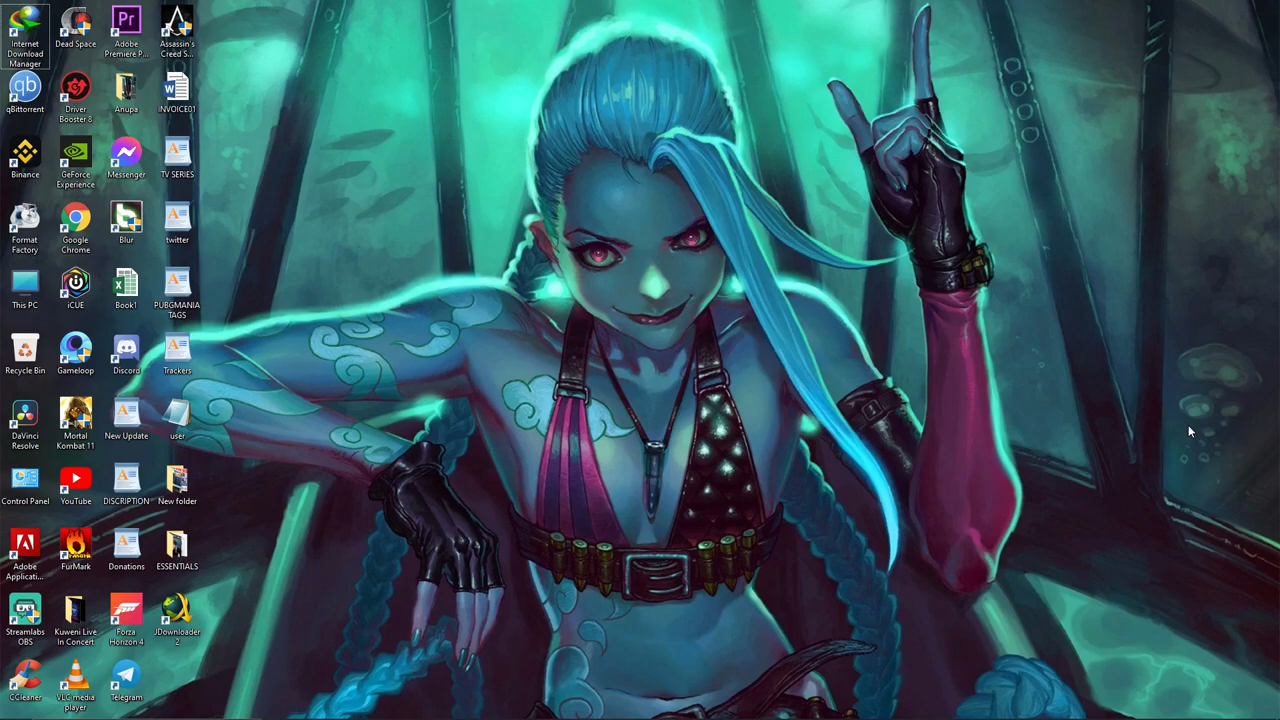 Internet
Download
Manager
Dead Space
Pr
Adobe
Premiere P...
Assassin's
Creed S...
qb
qBittorrent
Driver
Booster 8
Anupa
W
INVOICE01
Binance
GeForce
Experience
Messenger
TV SERIES
Format
Factory
Google
Chrome
Blur
twitter
This PC
iCUE
Book1
PUBGMANIA
TAGS
Recycle Bin
Gameloop
Discord
Trackers
DaVinci
Resolve
Mortal
Kombat 11
New Update
user
Control Panel
YouTube
DISCRIPTION
New folder
Adobe
Applicati...
FurMark
Donations
ESSENTIALS
Streamlabs
OBS
Kuweni Live
In Concert
Forza
Horizon 4
JDownloader
2
CCleaner
VLC media
player
Telegram